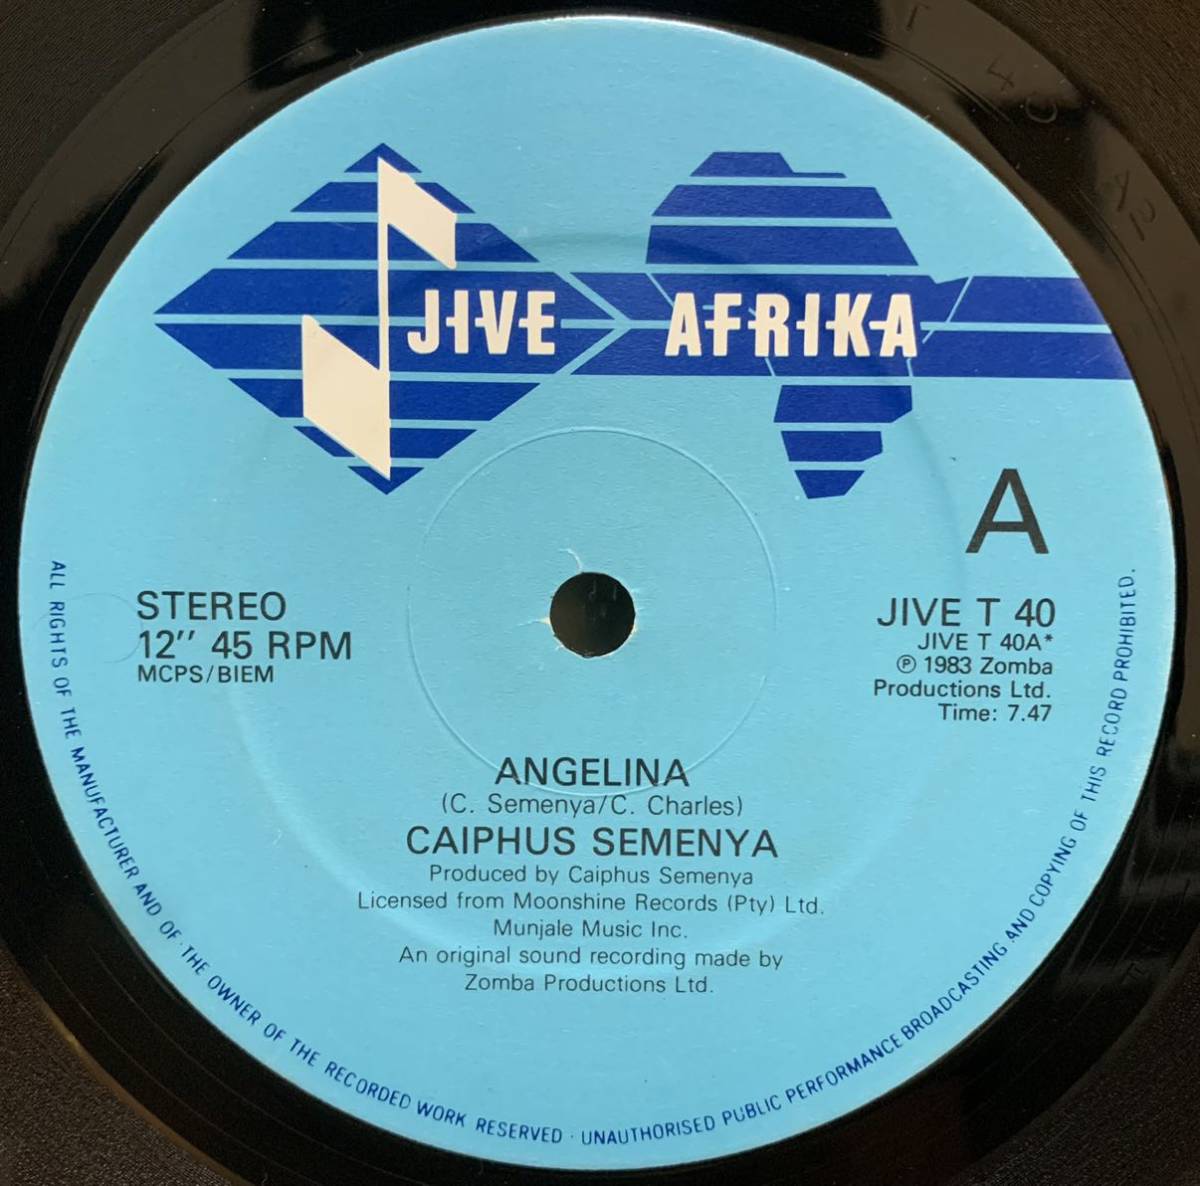 JIVE AFRIKA
A
STEREO
12" 45 RPM
MCPS/BIEM
JIVE T 40
JIVE T 40A*
℗ 1983 Zomba
Productions Ltd.
Time: 7.47
ANGELINA
(C. Semenya/C. Charles)
CAIPHUS SEMENYA
Produced by Caiphus Semenya
Licensed from Moonshine Records (Pty) Ltd.
Munjale Music Inc.
An original sound recording made by
Zomba Productions Ltd.
ALL RIGHTS OF THE MANUFACTURER AND OF · THE OWNER OF THE RECORDED WORK RESERVED · UNAUTHORISED PUBLIC PERFORMANCE BROADCASTING AND COPYING OF THIS RECORD PROHIBITED.
T 40
A2